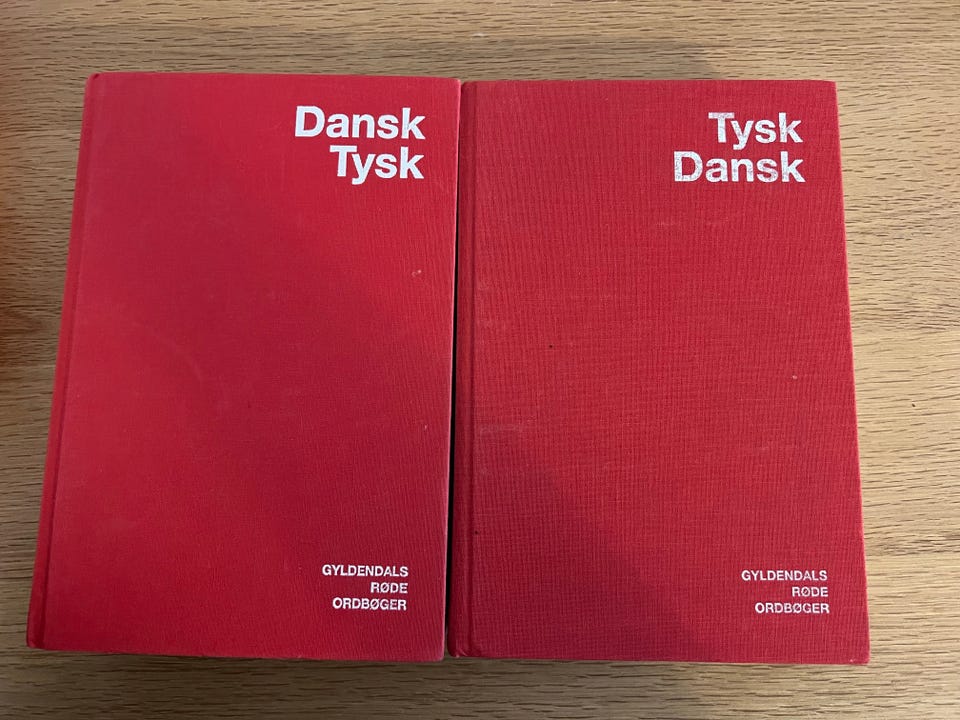 Dansk
Tysk
GYLDENDALS
RØDE
ORDBØGER
Tysk
Dansk
GYLDENDALS
RØDE
ORDBØGER